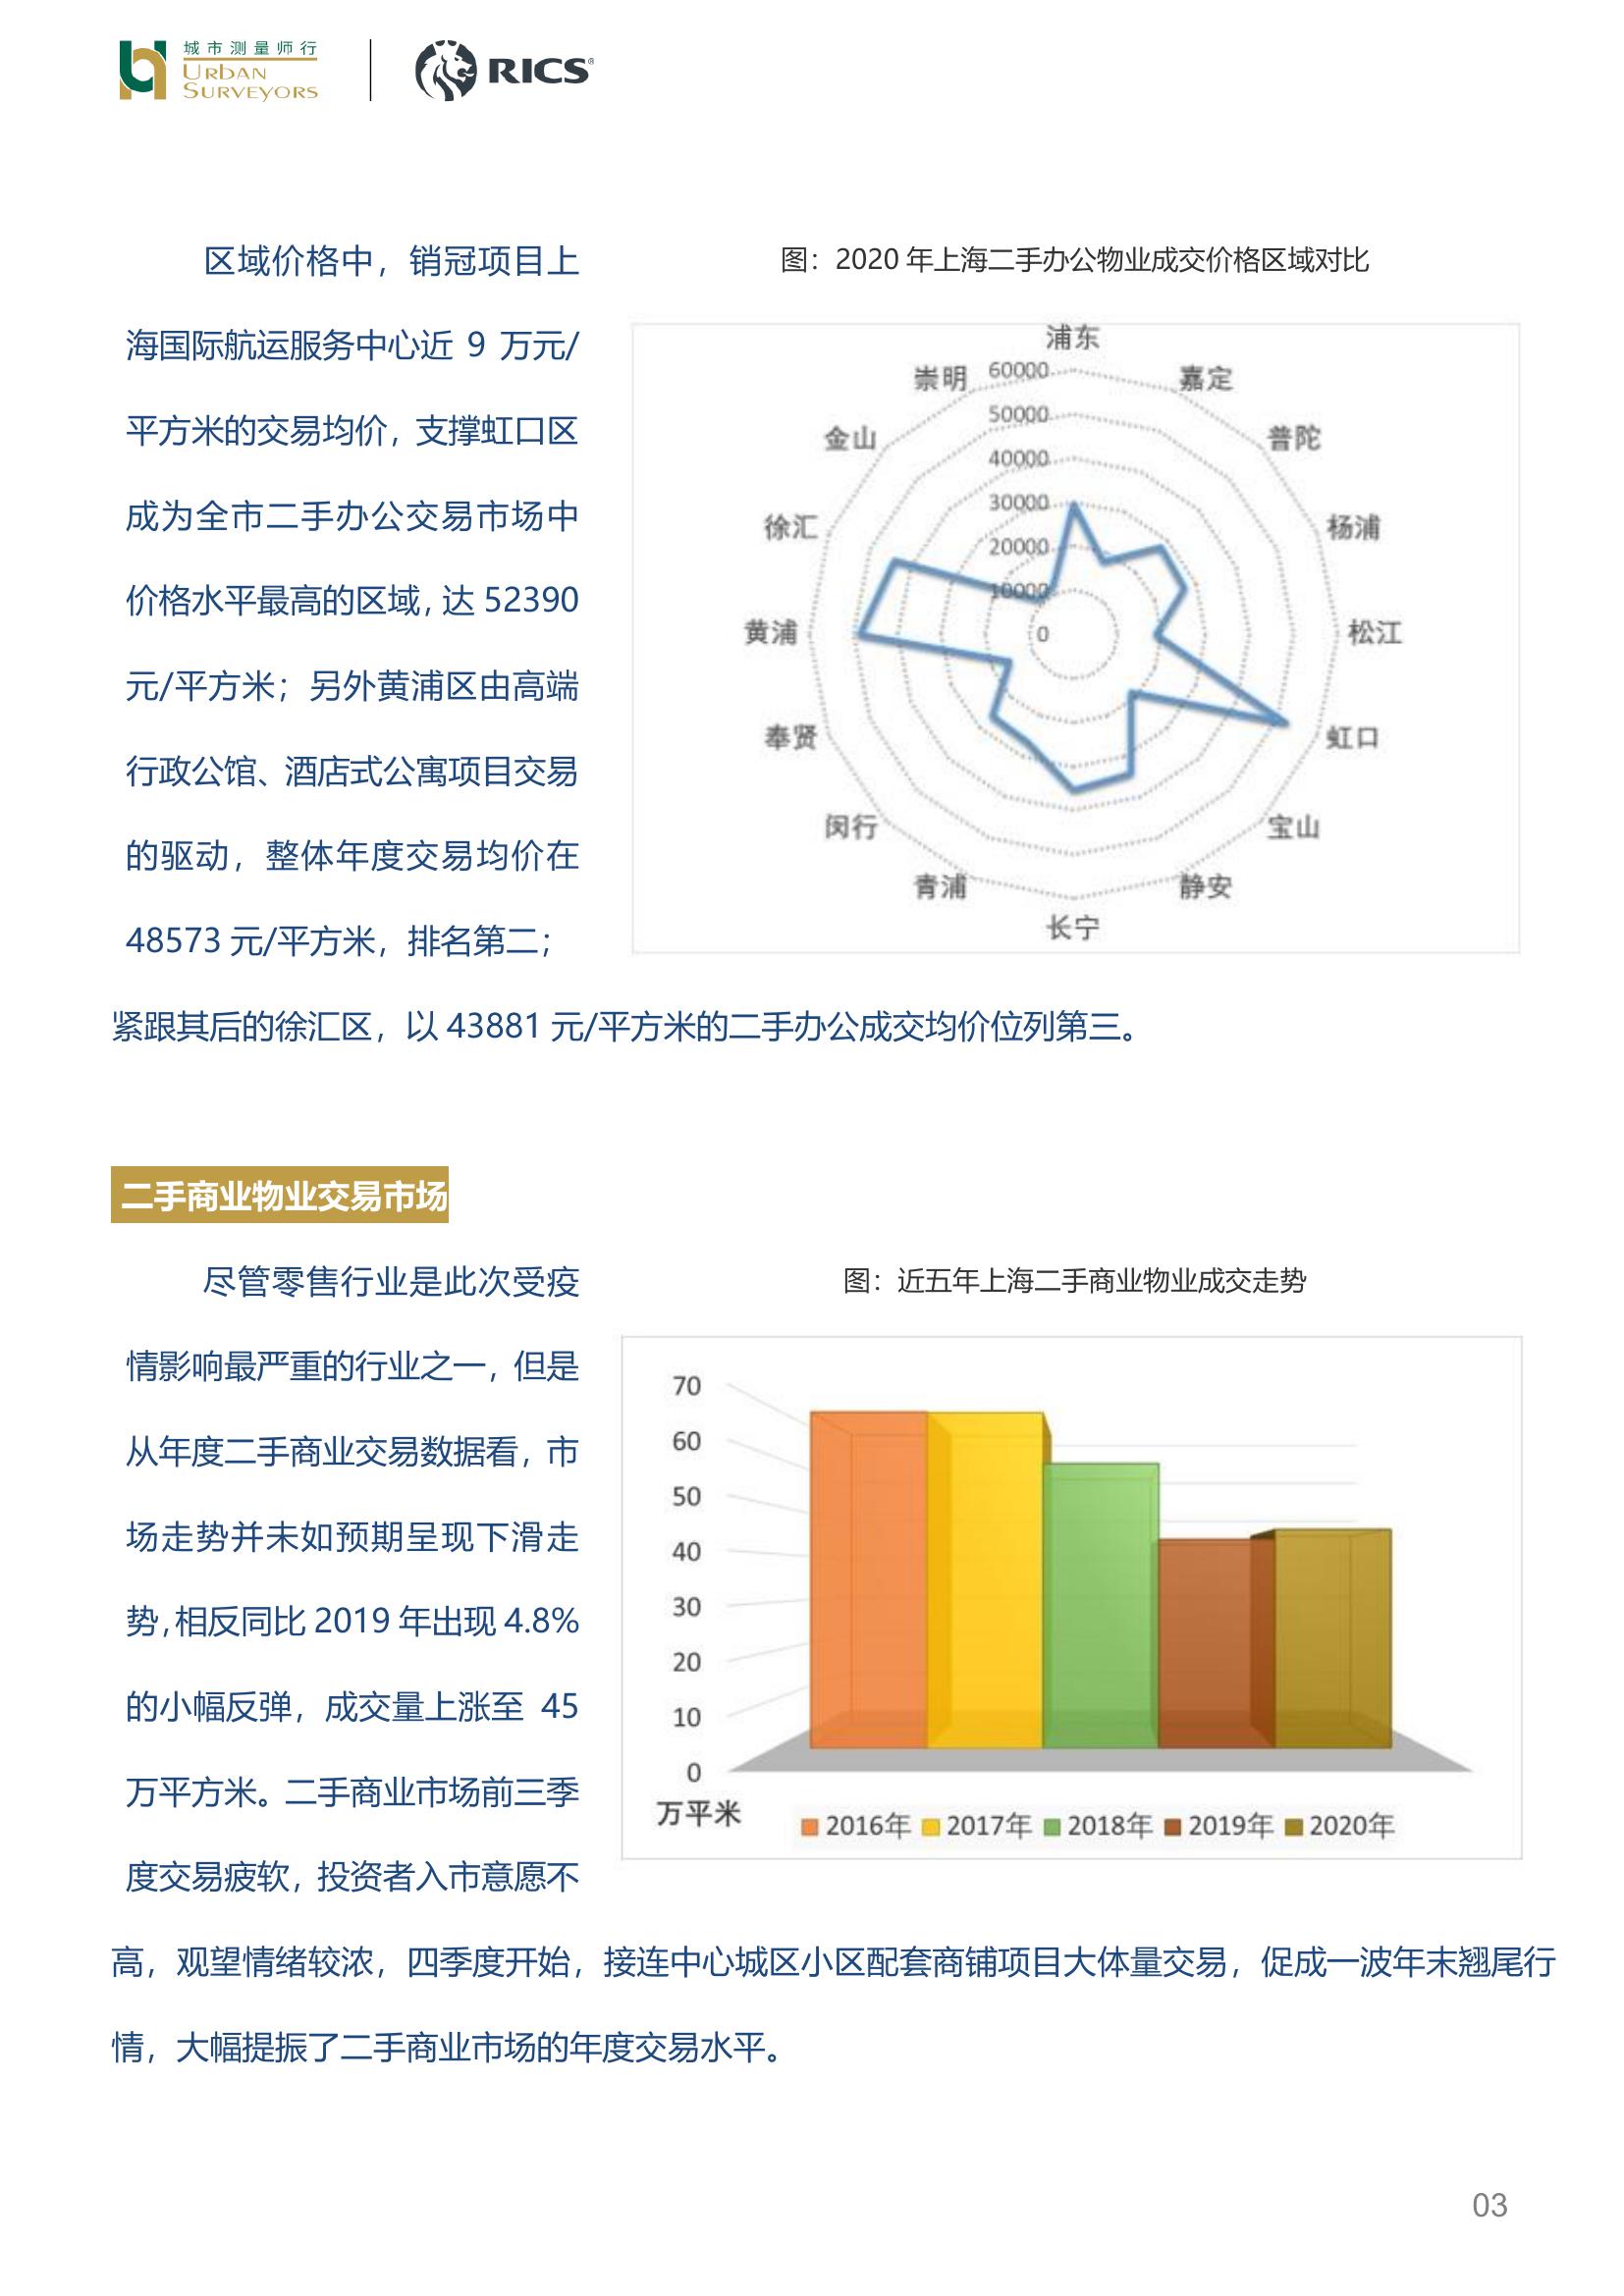 城市测量师行
URBAN
SURVEYORS
RICS®
区域价格中，销冠项目上
海国际航运服务中心近 9 万元/
平方米的交易均价，支撑虹口区
成为全市二手办公交易市场中
价格水平最高的区域，达 52390
元/平方米；另外黄浦区由高端
行政公馆、酒店式公寓项目交易
的驱动，整体年度交易均价在
48573 元/平方米，排名第二；
紧跟其后的徐汇区，以 43881 元/平方米的二手办公成交均价位列第三。
图：2020 年上海二手办公物业成交价格区域对比
浦东
嘉定
普陀
杨浦
松江
虹口
宝山
静安
长宁
青浦
闵行
奉贤
黄浦
徐汇
金山
崇明
60000
50000
40000
30000
20000
10000
0
二手商业物业交易市场
尽管零售行业是此次受疫
情影响最严重的行业之一，但是
从年度二手商业交易数据看，市
场走势并未如预期呈现下滑走
势，相反同比 2019 年出现 4.8%
的小幅反弹，成交量上涨至 45
万平方米。二手商业市场前三季
度交易疲软，投资者入市意愿不
高，观望情绪较浓，四季度开始，接连中心城区小区配套商铺项目大体量交易，促成一波年末翘尾行
情，大幅提振了二手商业市场的年度交易水平。
图：近五年上海二手商业物业成交走势
70
60
50
40
30
20
10
0
万平米
2016年 2017年 2018年 2019年 2020年
03